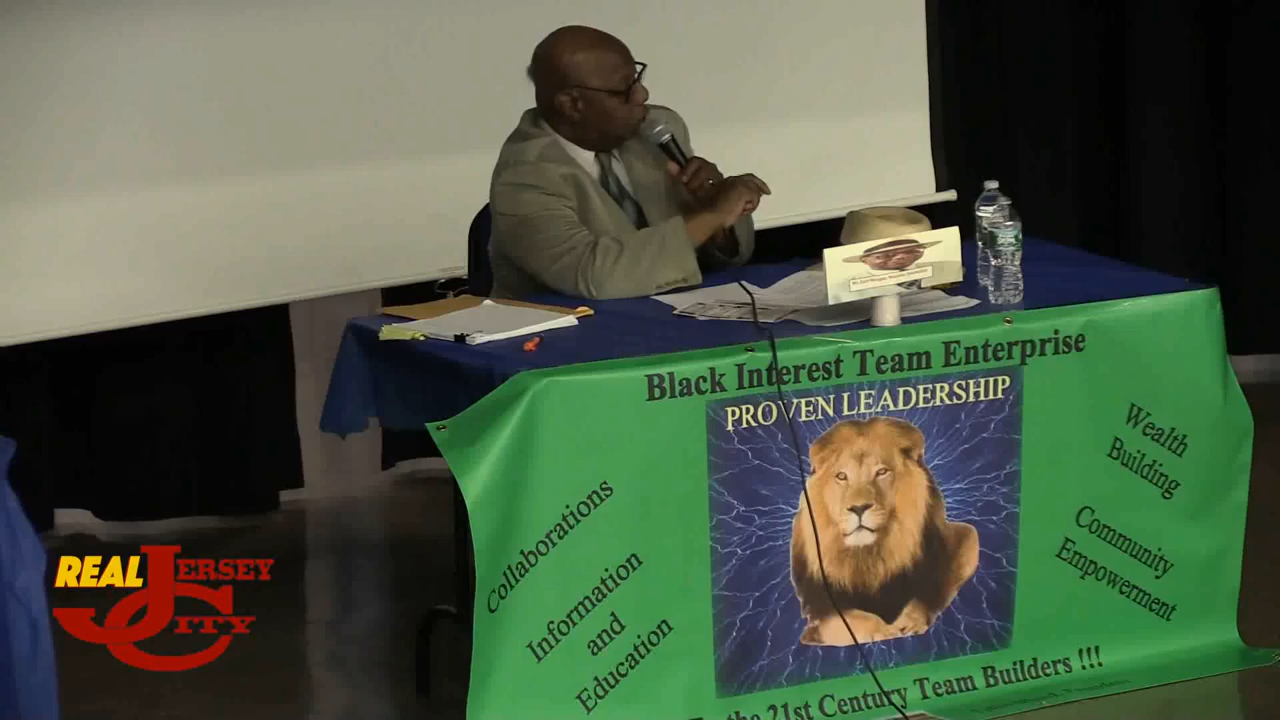 Black Interest Team Enterprise
PROVEN LEADERSHIP
Collaborations
Information
and
Education
Wealth
Building
Community
Empowerment
the 21st Century Team Builders !!!
REAL JERSEY
CITY